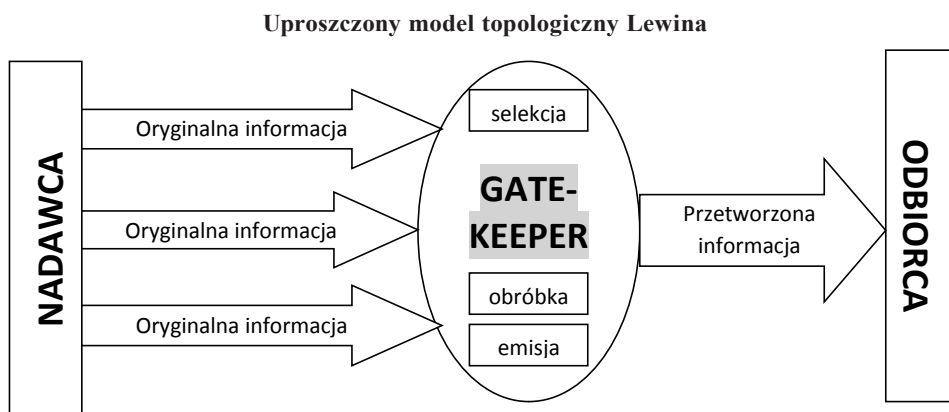 Uproszczony model topologiczny Lewina
NADAWCA
Oryginalna informacja
Oryginalna informacja
Oryginalna informacja
selekcja
GATE-
KEEPER
obróbka
emisja
Przetworzona
informacja
ODBIORCA